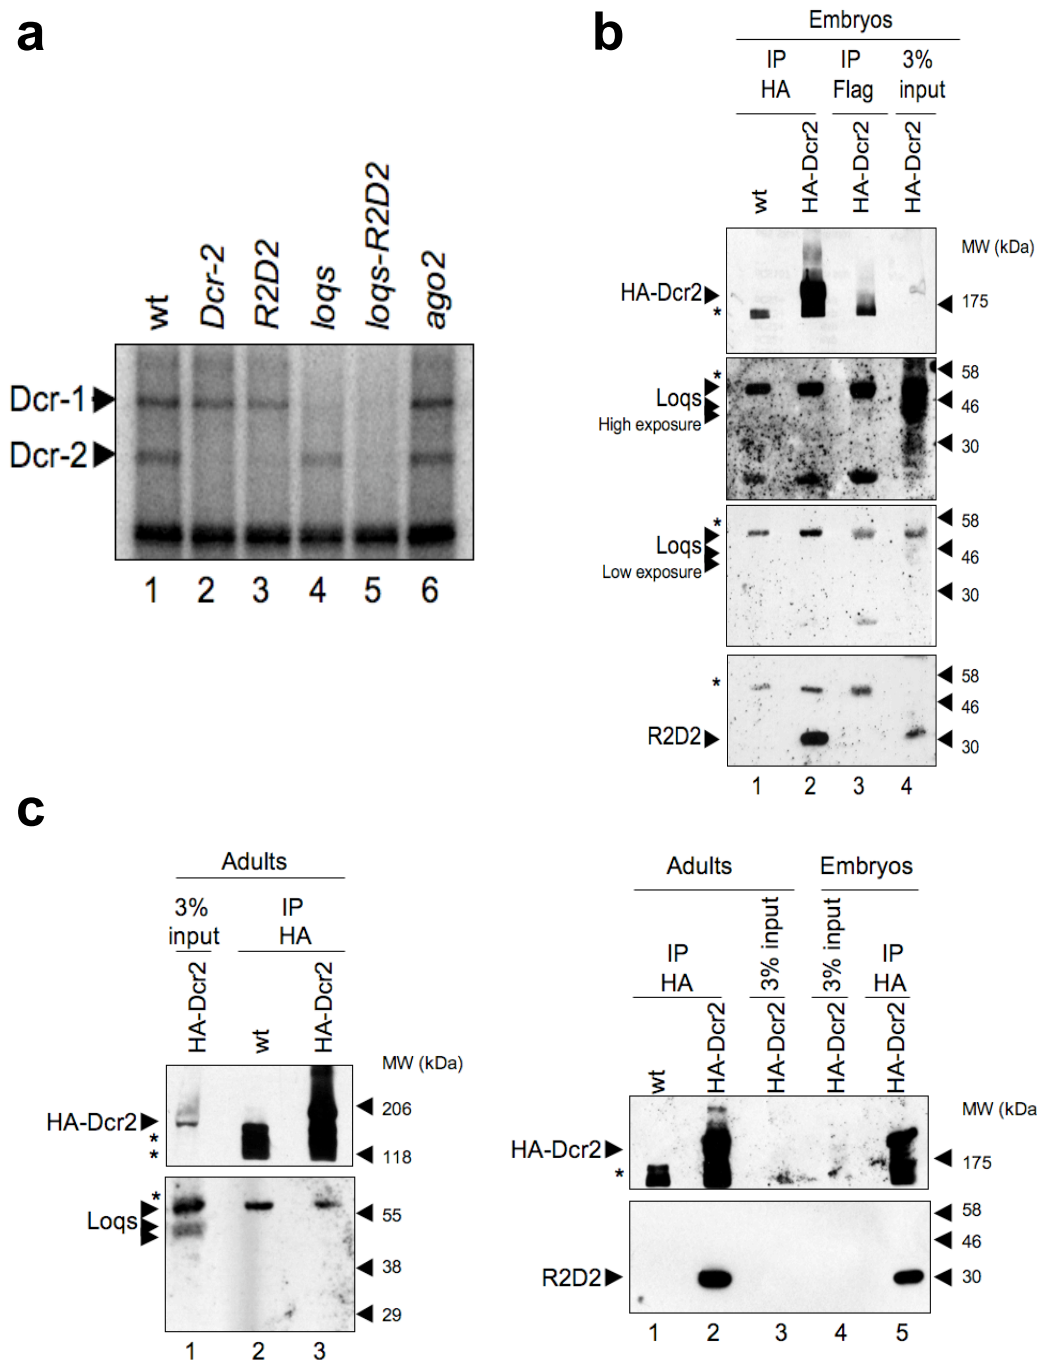 a
wt
Dcr-2
R2D2
loqs
loqs-R2D2
ago2
Dcr-1
Dcr-2
1 2 3 4 5 6
b
Embryos
IP HA
IP Flag
3% input
wt
HA-Dcr2
HA-Dcr2
HA-Dcr2
MW (kDa)
HA-Dcr2
*
175
*
Loqs
High exposure
58
46
30
*
Loqs
Low exposure
58
46
30
*
R2D2
58
46
30
1 2 3 4
c
Adults
3% input
IP HA
HA-Dcr2
wt
HA-Dcr2
MW (kDa)
HA-Dcr2
*
*
206
118
*
Loqs
55
38
29
1 2 3
Adults
Embryos
IP HA
3% input
3% input
IP HA
wt
HA-Dcr2
HA-Dcr2
HA-Dcr2
HA-Dcr2
MW (kDa
HA-Dcr2
*
175
R2D2
58
46
30
1 2 3 4 5